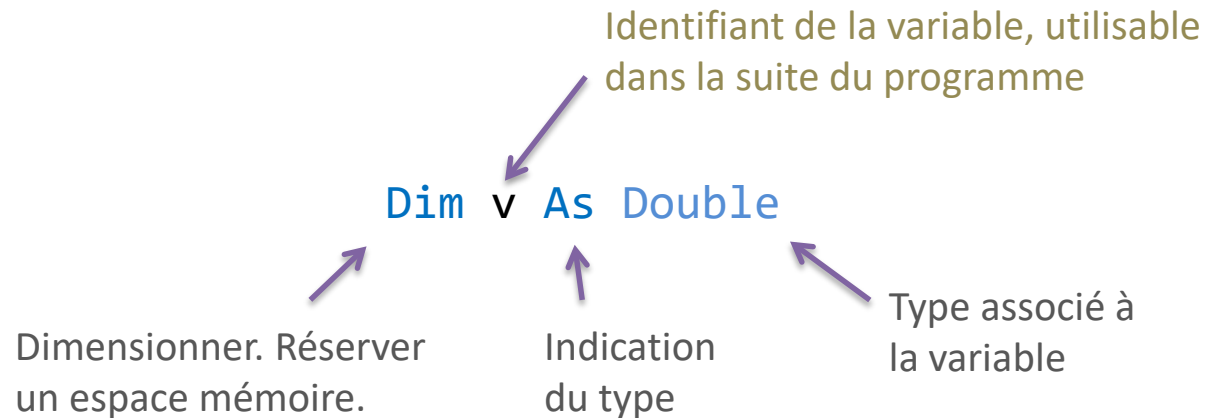 Identifiant de la variable, utilisable
dans la suite du programme
Dim v As Double
Dimensionner. Réserver
un espace mémoire.
Indication
du type
Type associé à
la variable